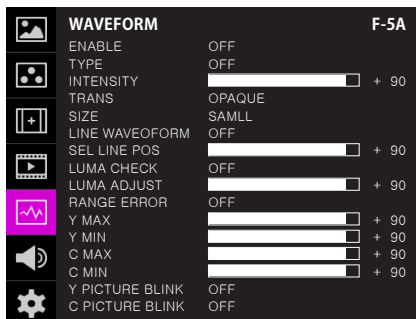 WAVEFORM F-5A
ENABLE OFF
TYPE OFF
INTENSITY + 90
TRANS OPAQUE
SIZE SAMLL
LINE WAVEOFORM OFF
SEL LINE POS + 90
LUMA CHECK OFF
LUMA ADJUST + 90
RANGE ERROR OFF
Y MAX + 90
Y MIN + 90
C MAX + 90
C MIN + 90
Y PICTURE BLINK OFF
C PICTURE BLINK OFF